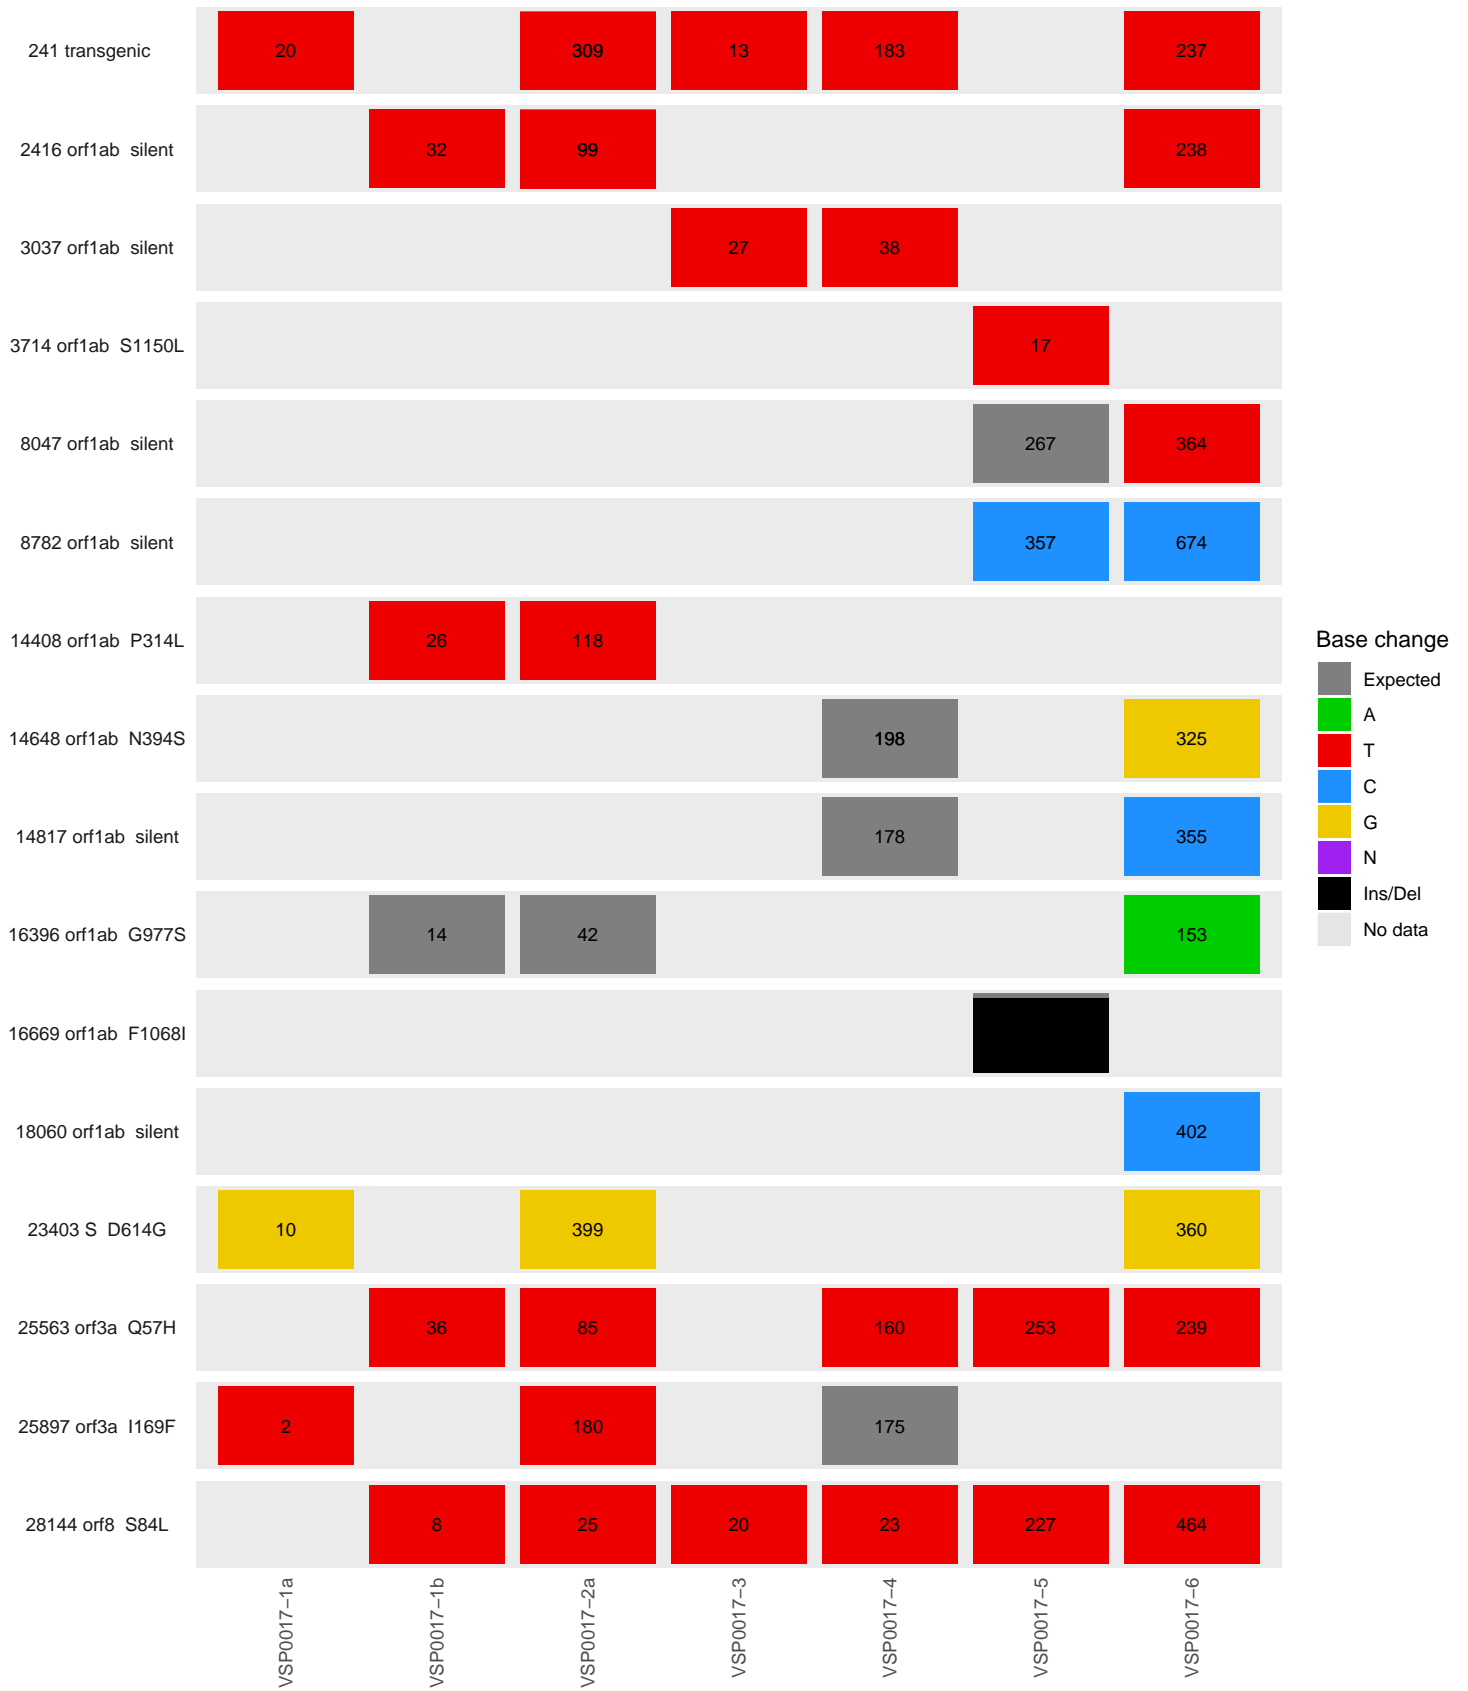 241 transgenic 20 309 13 183 237
2416 orf1ab silent 32 99 238
3037 orf1ab silent 27 38
3714 orf1ab S1150L 17
8047 orf1ab silent 267 364
8782 orf1ab silent 357 674
14408 orf1ab P314L 26 118
14648 orf1ab N394S 198 325
14817 orf1ab silent 178 355
16396 orf1ab G977S 14 42 153
16669 orf1ab F1068I
18060 orf1ab silent 402
23403 S D614G 10 399 360
25563 orf3a Q57H 36 85 160 253 239
25897 orf3a I169F 2 180 175
28144 orf8 S84L 8 25 20 23 227 464
VSP0017−1a
VSP0017−1b
VSP0017−2a
VSP0017−3
VSP0017−4
VSP0017−5
VSP0017−6
Base change
Expected
A
T
C
G
N
Ins/Del
No data